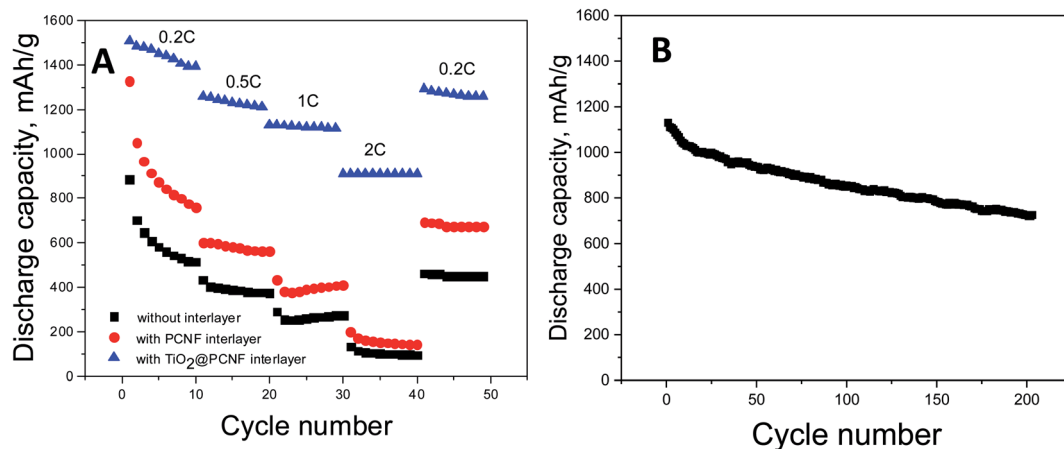 A
1600
1400
1200
1000
800
600
400
200
0
Discharge capacity, mAh/g
0.2C
0.5C
1C
2C
0.2C
without interlayer
with PCNF interlayer
with TiO₂@PCNF interlayer
0 10 20 30 40 50
Cycle number
B
1600
1400
1200
1000
800
600
400
200
0
Discharge capacity, mAh/g
0 50 100 150 200
Cycle number